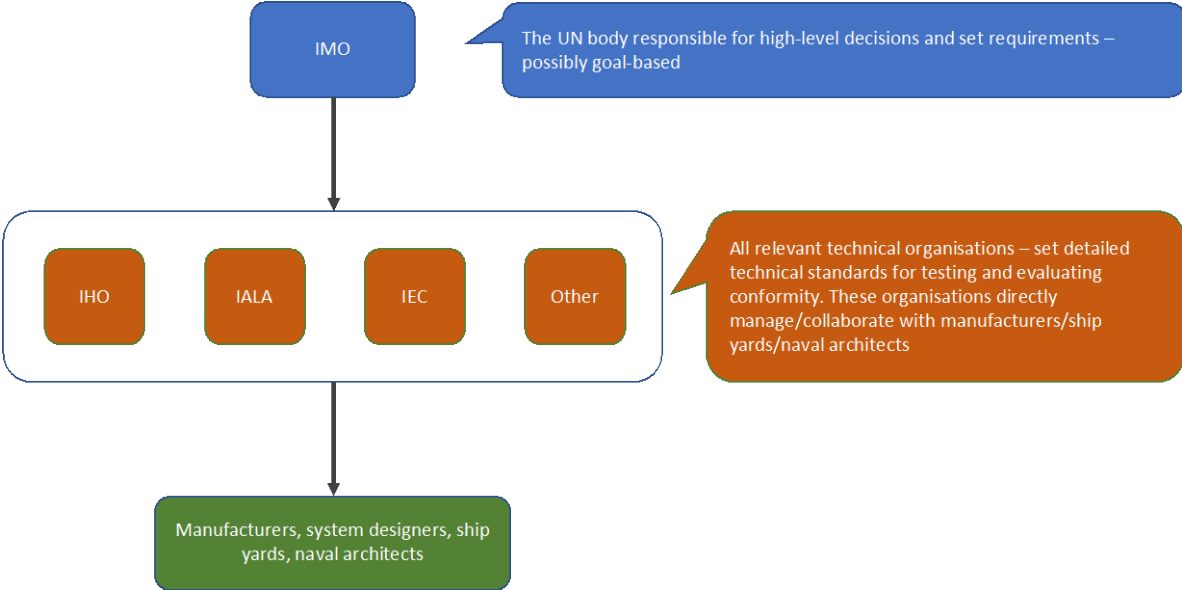 IMO
The UN body responsible for high-level decisions and set requirements –
possibly goal-based
IHO
IALA
IEC
Other
All relevant technical organisations – set detailed
technical standards for testing and evaluating
conformity. These organisations directly
manage/collaborate with manufacturers/ship
yards/naval architects
Manufacturers, system designers, ship
yards, naval architects